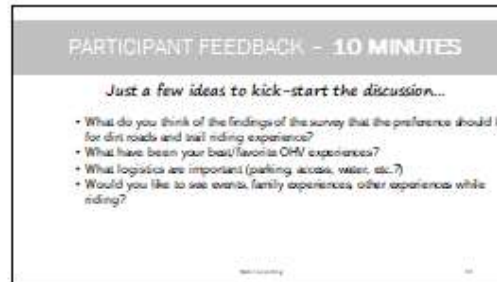 PARTICIPANT FEEDBACK – 10 MINUTES
Just a few ideas to kick-start the discussion...
• What do you think of the findings of the survey that the preference should
for dirt roads and trail riding experience?
• What have been your best/favorite OHV experiences?
• What logistics are important (parking, access, water, etc.?)
• Would you like to see events, family experiences, other experiences while
riding?